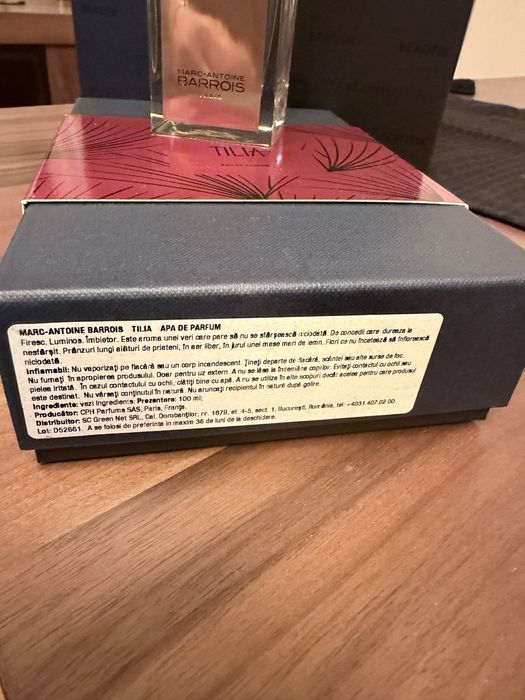 MARC-ANTOINE
BARROIS
PARIS
TILIA
EAU DE PARFUM
MARC-ANTOINE BARROIS TILIA APA DE PARFUM
Firesc. Luminos. Îmbietor. Este aroma unei veri care pare să nu se sfârșească niciodată. De concedii care durează la
nesfârșit. Prânzuri lungi alături de prieteni, în aer liber, în jurul unei mese mari de lemn. Flori ce nu încetează să înflorească
niciodată.
Inflamabil: Nu vaporizați pe flacără sau un corp incandescent. Țineți departe de flacără, scântei sau alte surse de foc.
Nu fumați în apropierea produsului. Doar pentru uz extern. A nu se lăsa la îndemâna copiilor. Evitați contactul cu ochii sau
pielea iritată. În cazul contactului cu ochii, clătiți bine cu apă. A nu se utiliza în alte scopuri decât acelea pentru care produsul
este destinat. Nu vărsați conținutul în natură. Nu aruncați recipientul în natură după golire.
Ingrediente: vezi Ingredients; Prezentare: 100 ml;
Producător: CPH Parfums SAS, Paris, Franța.
Distribuitor: SC Green Net SRL, Cal. Dorobanților, nr. 187B, et. 4-5, sect. 1, București, România, tel: +4031.407.02.00.
Lot: D52661. A se folosi de preferinta in maxim 36 de luni de la deschidere.